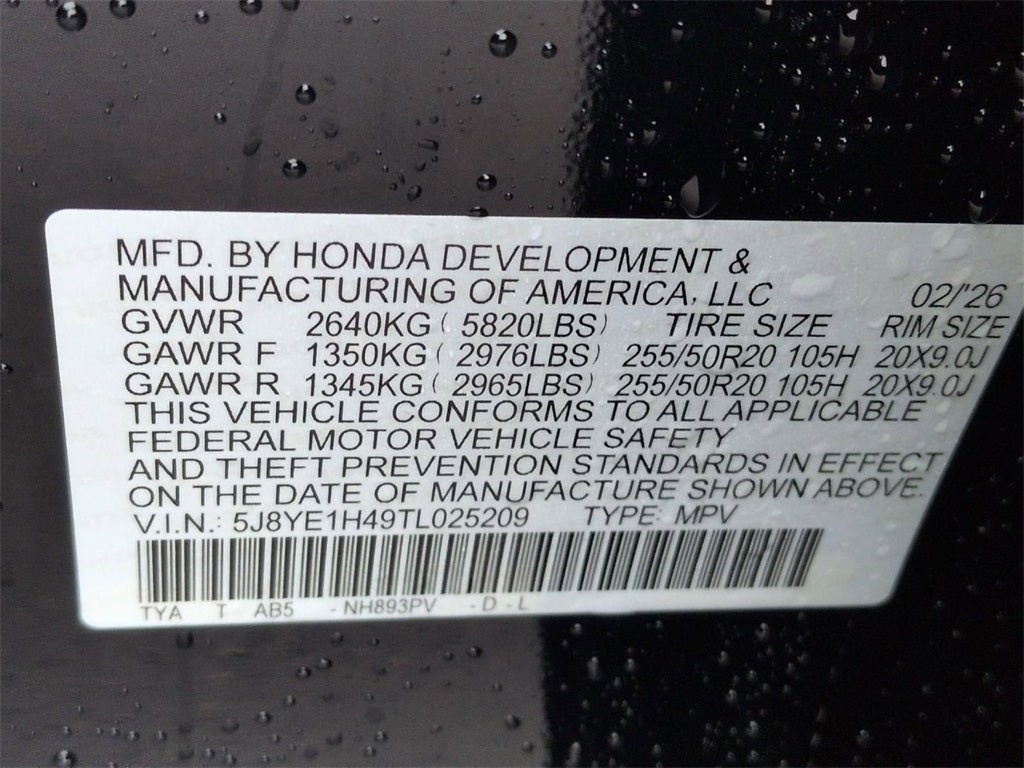 MFD. BY HONDA DEVELOPMENT &
MANUFACTURING OF AMERICA, LLC 02/'26
GVWR 2640KG ( 5820LBS) TIRE SIZE RIM SIZE
GAWR F 1350KG ( 2976LBS) 255/50R20 105H 20X9.0J
GAWR R 1345KG ( 2965LBS) 255/50R20 105H 20X9.0J
THIS VEHICLE CONFORMS TO ALL APPLICABLE
FEDERAL MOTOR VEHICLE SAFETY
AND THEFT PREVENTION STANDARDS IN EFFECT
ON THE DATE OF MANUFACTURE SHOWN ABOVE.
V.I.N.: 5J8YE1H49TL025209 TYPE: MPV
TYA T AB5 -NH893PV -D-L